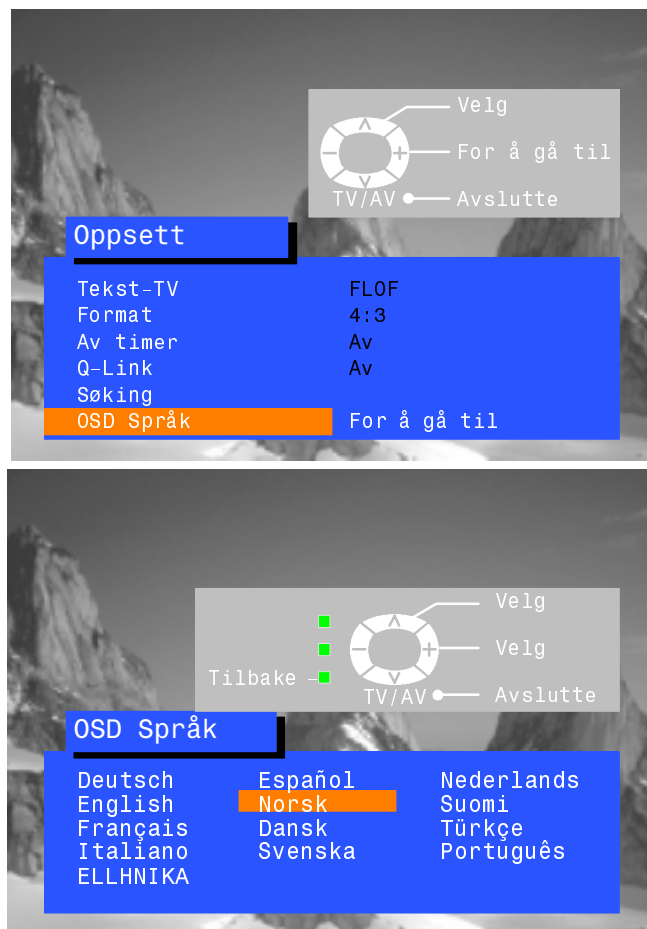 Velg
For å gå til
TV/AV Avslutte
Oppsett
Tekst-TV FLOF
Format 4:3
Av timer Av
Q-Link Av
Søking
OSD Språk For å gå til
Velg
Velg
Tilbake
TV/AV Avslutte
OSD Språk
Deutsch Español Nederlands
English Norsk Suomi
Français Dansk Türkçe
Italiano Svenska Português
ELLHNIKA